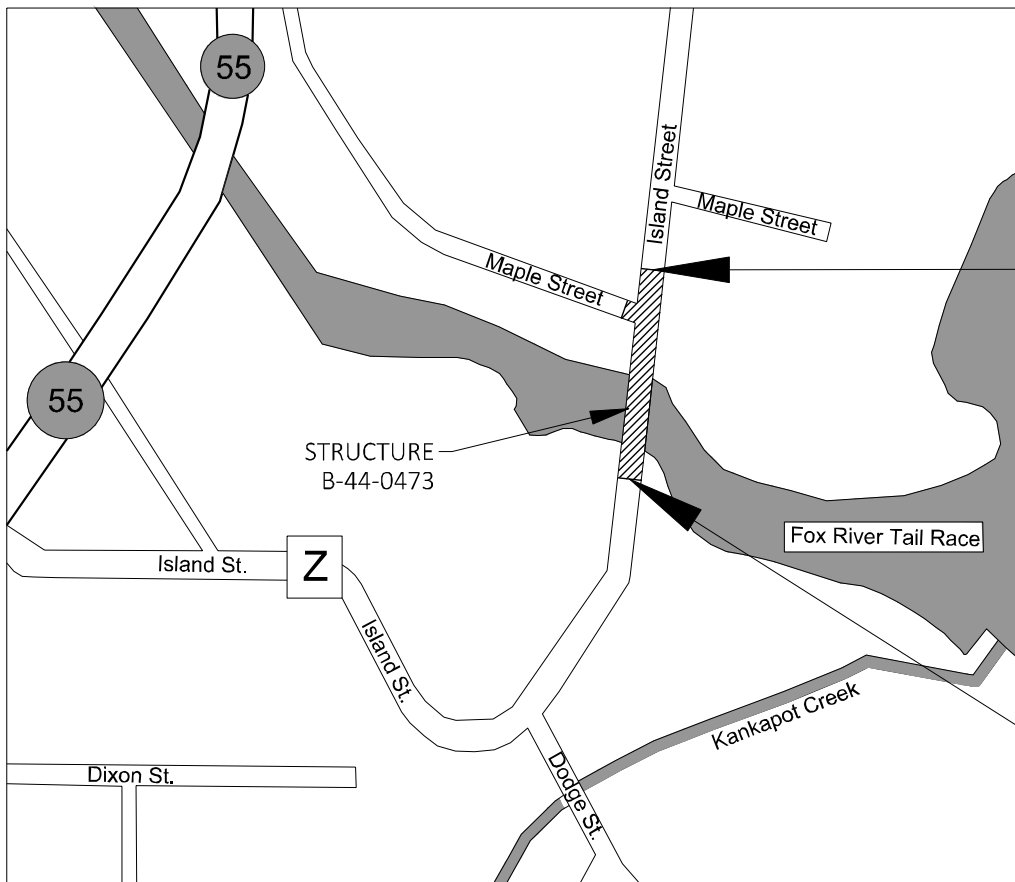 55
Island Street
Maple Street
Maple Street
55
STRUCTURE
B-44-0473
Fox River Tail Race
Island St.
Z
Island St.
Kankapot Creek
Dixon St.
Dodge St.